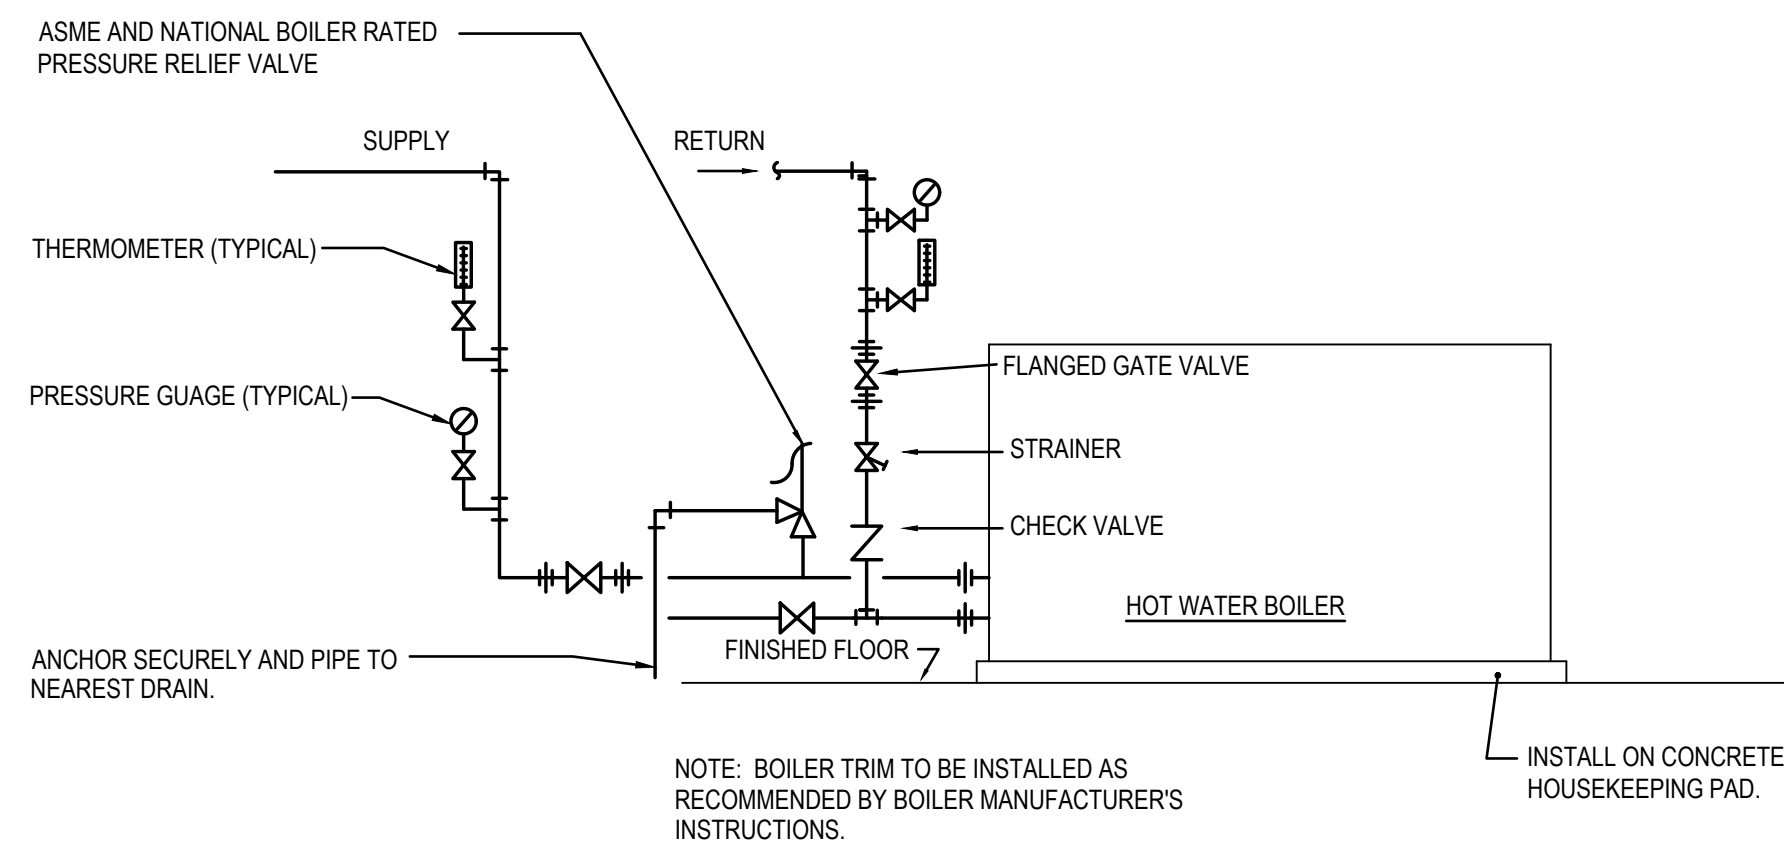 ASME AND NATIONAL BOILER RATED
PRESSURE RELIEF VALVE
SUPPLY
RETURN
THERMOMETER (TYPICAL)
PRESSURE GUAGE (TYPICAL)
FLANGED GATE VALVE
STRAINER
CHECK VALVE
HOT WATER BOILER
FINISHED FLOOR
ANCHOR SECURELY AND PIPE TO
NEAREST DRAIN.
INSTALL ON CONCRETE
HOUSEKEEPING PAD.
NOTE: BOILER TRIM TO BE INSTALLED AS
RECOMMENDED BY BOILER MANUFACTURER'S
INSTRUCTIONS.